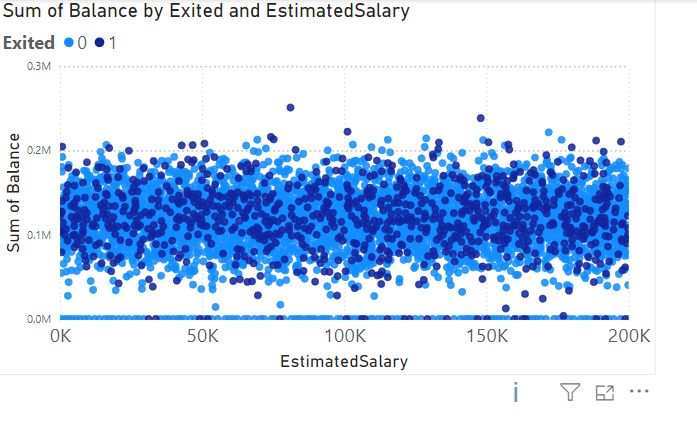 Sum of Balance by Exited and EstimatedSalary
Exited 0 1
0.3M
0.2M
0.1M
0.0M
Sum of Balance
0K 50K 100K 150K 200K
EstimatedSalary